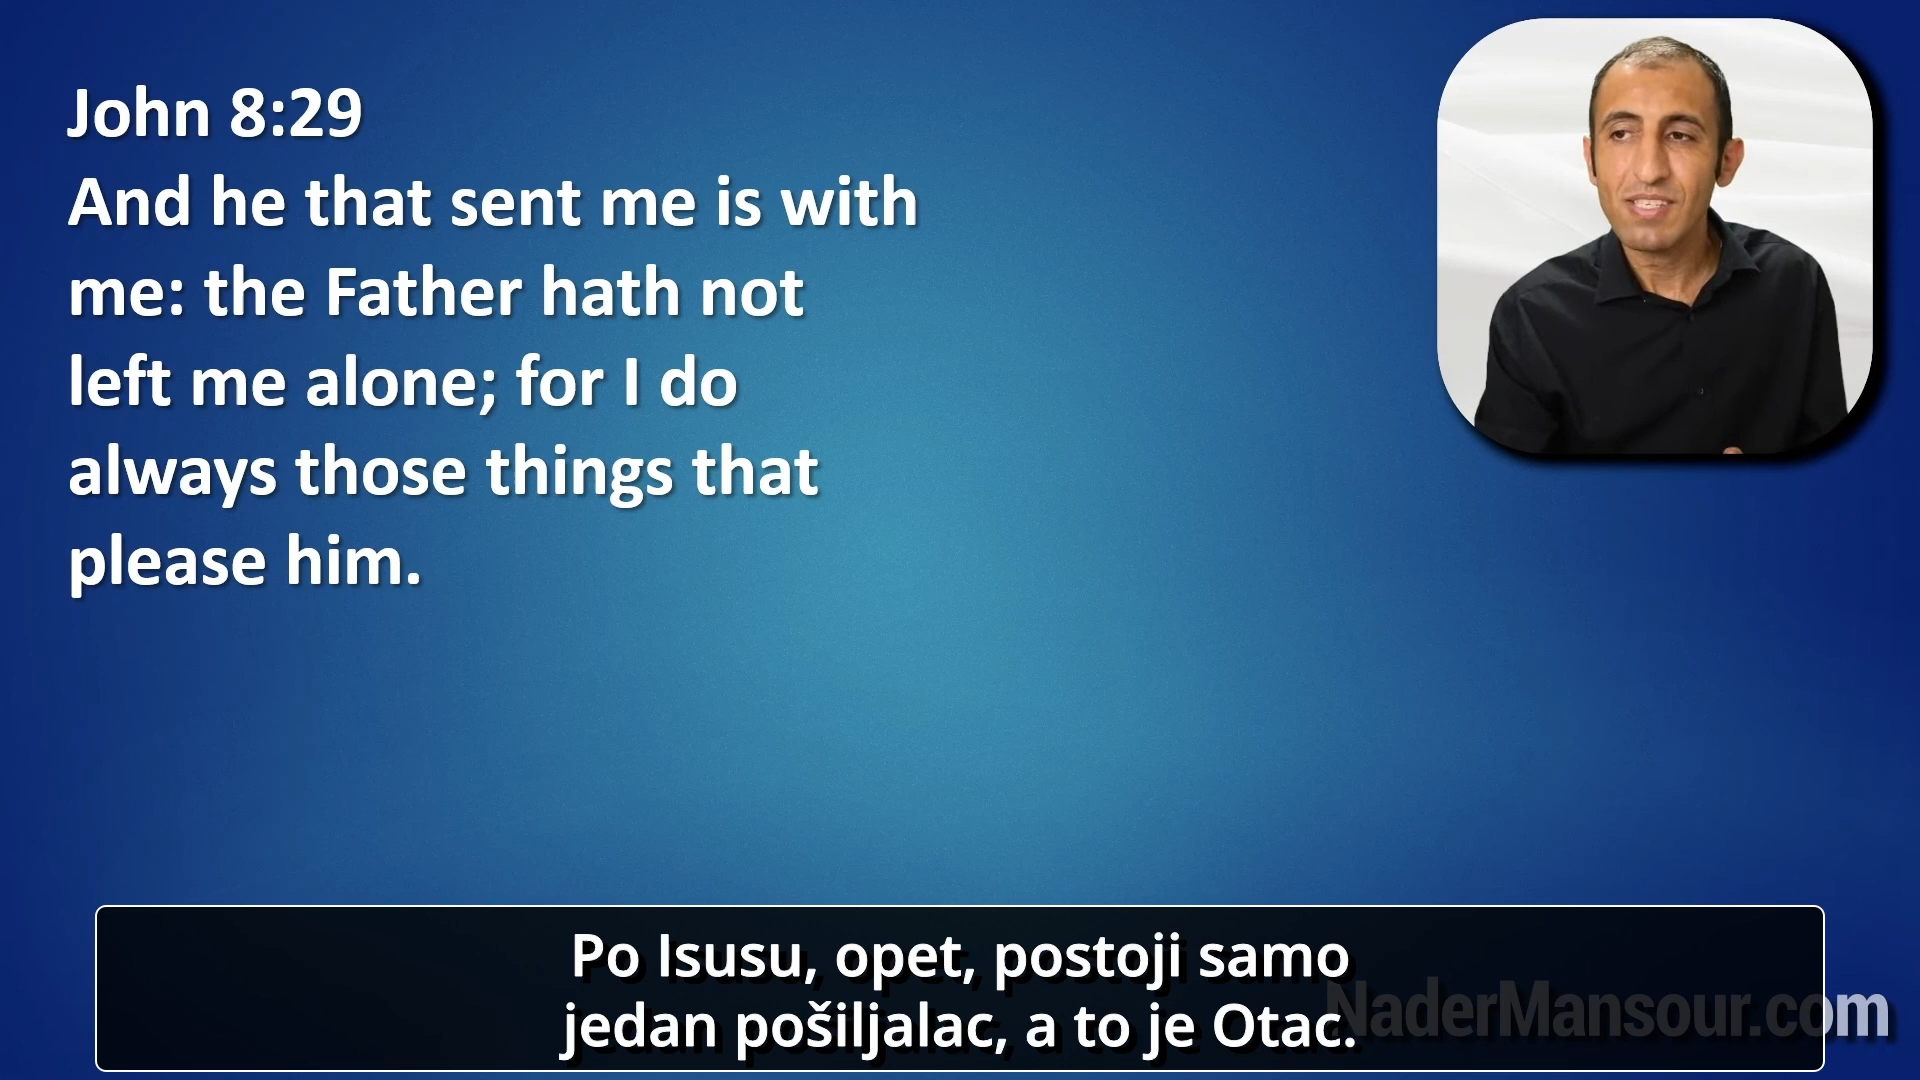 John 8:29
And he that sent me is with
me: the Father hath not
left me alone; for I do
always those things that
please him.
Po Isusu, opet, postoji samo
jedan pošiljalac, a to je Otac.
NaderMansour.com